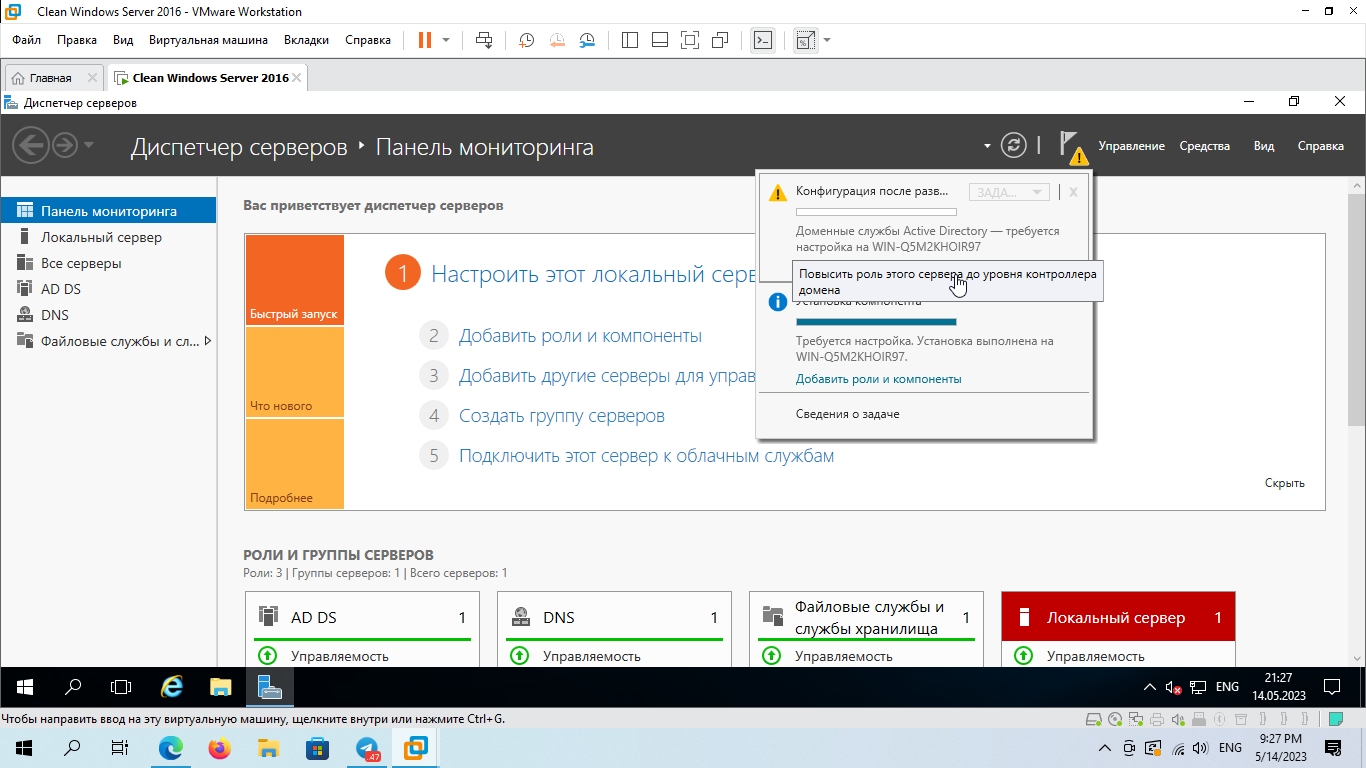 Clean Windows Server 2016 - VMware Workstation
Файл Правка Вид Виртуальная машина Вкладки Справка
Главная Clean Windows Server 2016
Диспетчер серверов
Диспетчер серверов Панель мониторинга Управление Средства Вид Справка
Панель мониторинга
Локальный сервер
Все серверы
AD DS
DNS
Файловые службы и сл...
Вас приветствует диспетчер серверов
Быстрый запуск
Что нового
Подробнее
1 Настроить этот локальный серв
2 Добавить роли и компоненты
3 Добавить другие серверы для управ
4 Создать группу серверов
5 Подключить этот сервер к облачным службам
Скрыть
Конфигурация после разв... ЗАДА... X
Доменные службы Active Directory — требуется
настройка на WIN-Q5M2KHOIR97
Повысить роль этого сервера до уровня контроллера
домена
Установка компонента
Требуется настройка. Установка выполнена на
WIN-Q5M2KHOIR97.
Добавить роли и компоненты
Сведения о задаче
РОЛИ И ГРУППЫ СЕРВЕРОВ
Роли: 3 | Группы серверов: 1 | Всего серверов: 1
AD DS 1
Управляемость
DNS 1
Управляемость
Файловые службы и
службы хранилища 1
Управляемость
Локальный сервер 1
Управляемость
ENG 21:27
14.05.2023
Чтобы направить ввод на эту виртуальную машину, щелкните внутри или нажмите Ctrl+G.
47
ENG 9:27 PM
5/14/2023